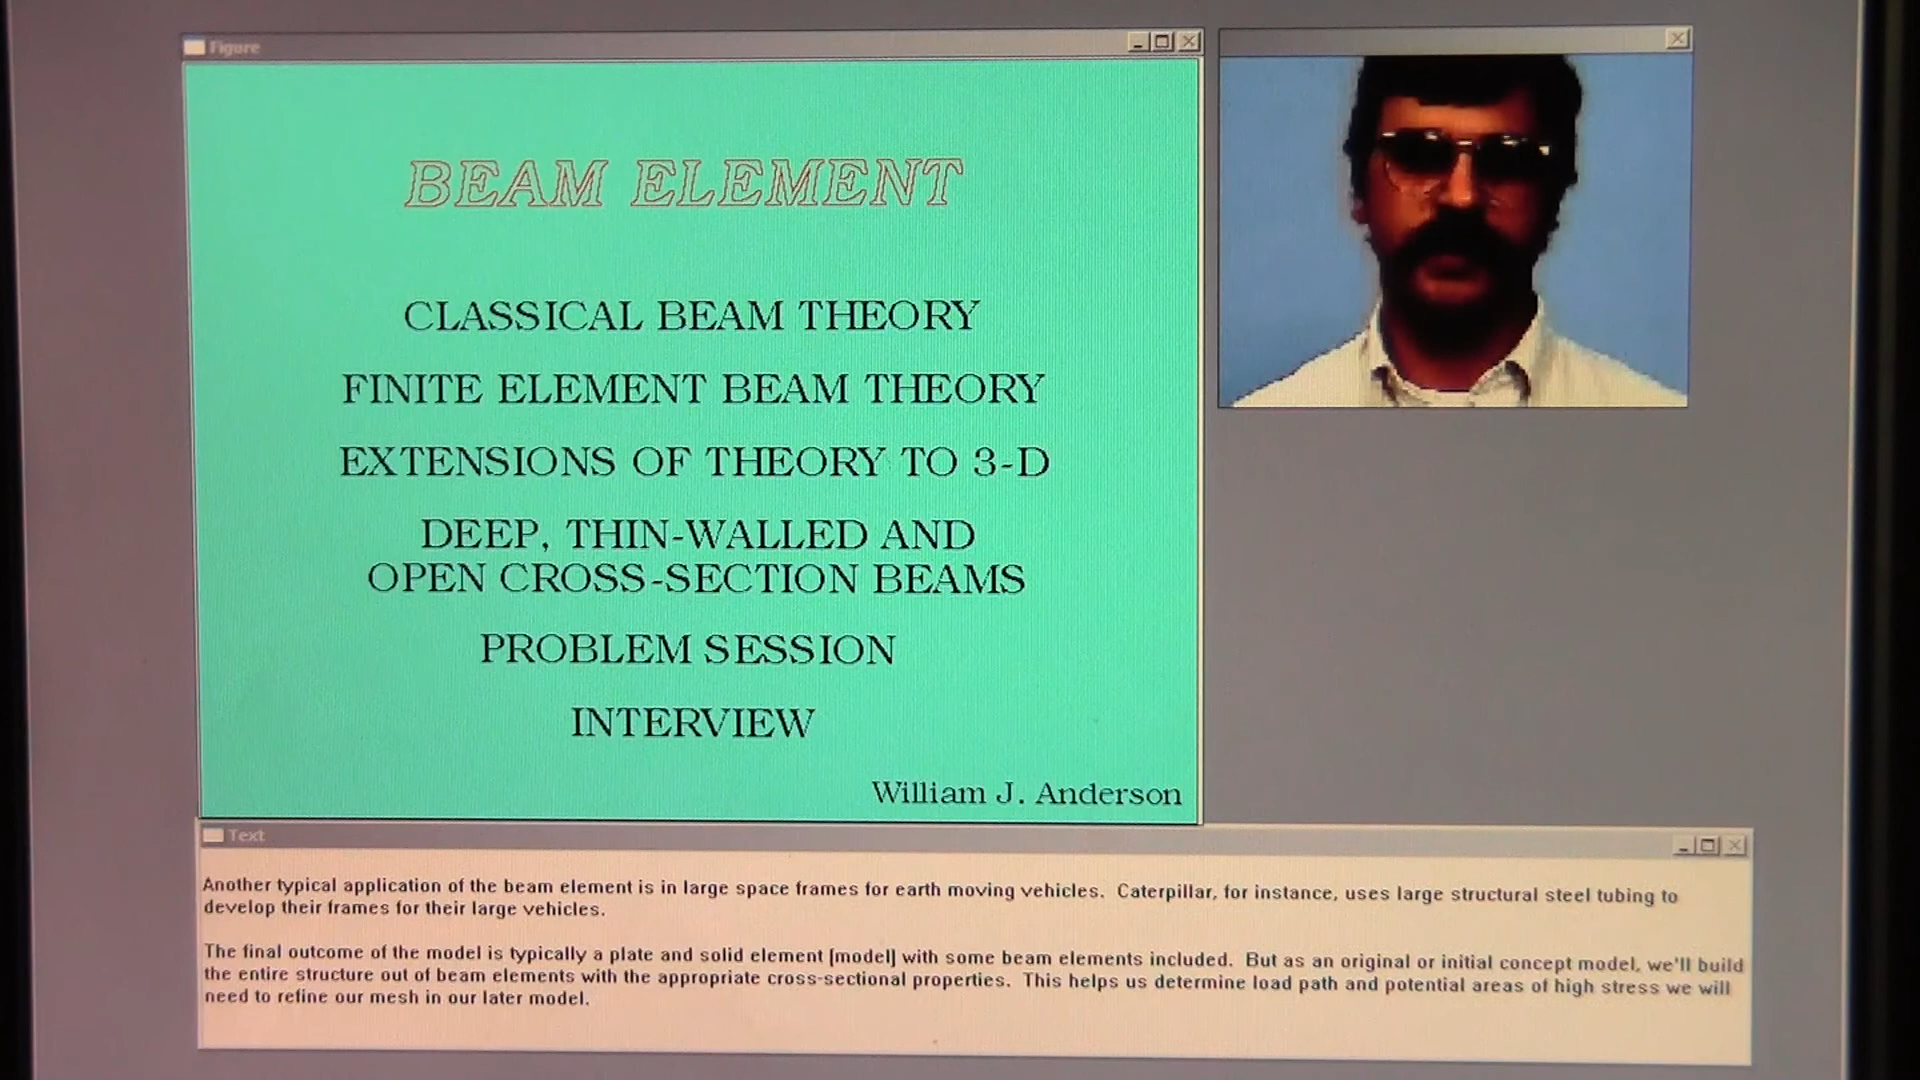 Figure
BEAM ELEMENT
CLASSICAL BEAM THEORY
FINITE ELEMENT BEAM THEORY
EXTENSIONS OF THEORY TO 3-D
DEEP, THIN-WALLED AND
OPEN CROSS-SECTION BEAMS
PROBLEM SESSION
INTERVIEW
William J. Anderson
Text
Another typical application of the beam element is in large space frames for earth moving vehicles. Caterpillar, for instance, uses large structural steel tubing to
develop their frames for their large vehicles.
The final outcome of the model is typically a plate and solid element [model] with some beam elements included. But as an original or initial concept model, we'll build
the entire structure out of beam elements with the appropriate cross-sectional properties. This helps us determine load path and potential areas of high stress we will
need to refine our mesh in our later model.